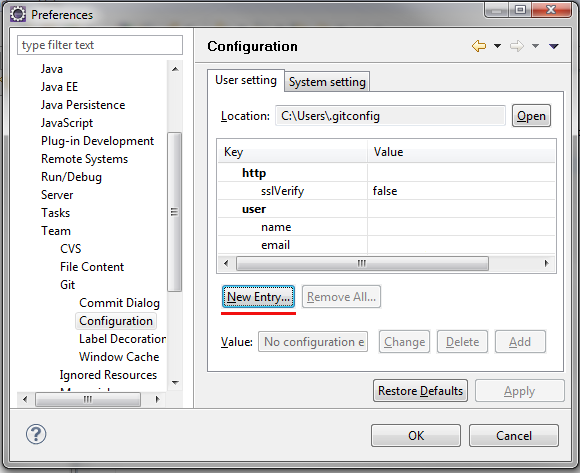 Preferences
type filter text
Java
Java EE
Java Persistence
JavaScript
Plug-in Development
Remote Systems
Run/Debug
Server
Tasks
Team
CVS
File Content
Git
Commit Dialog
Configuration
Label Decoration
Window Cache
Ignored Resources
Configuration
User setting System setting
Location: C:\Users\.gitconfig Open
Key Value
http
sslVerify false
user
name
email
New Entry... Remove All...
Value: No configuration e Change Delete Add
Restore Defaults Apply
? OK Cancel